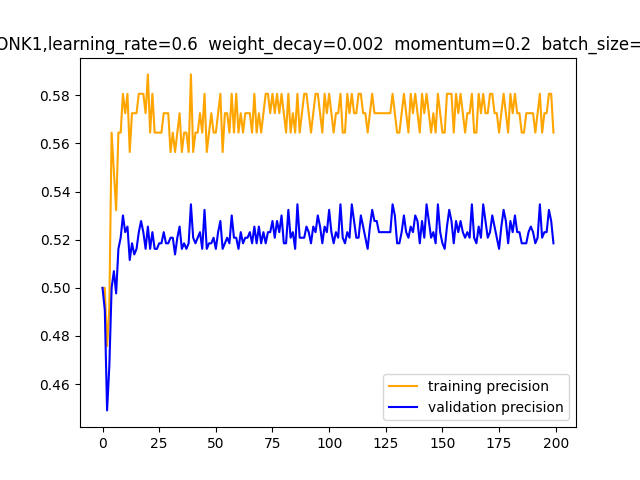 ONK1,learning_rate=0.6 weight_decay=0.002 momentum=0.2 batch_size=
0.58
0.56
0.54
0.52
0.50
0.48
0.46
training precision
validation precision
0 25 50 75 100 125 150 175 200